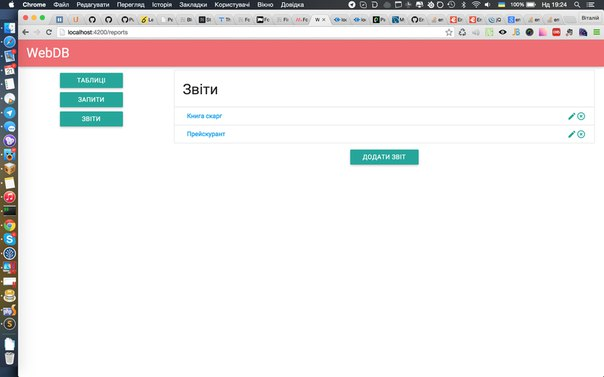 Chrome Файл Редагувати Перегляд Історія Закладки Користувачі Вікно Довідка 100% Нд 19:24
Віталій
localhost:4200/reports
WebDB
ТАБЛИЦІ
ЗАПИТИ
ЗВІТИ
Звіти
Книга скарг
Прейскурант
ДОДАТИ ЗВІТ